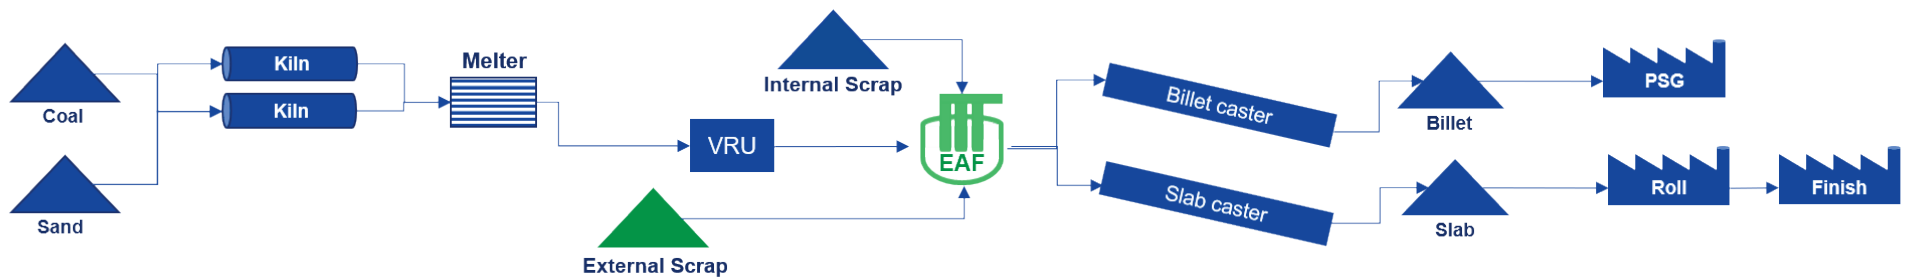 Coal
Sand
Kiln
Kiln
Melter
VRU
Internal Scrap
External Scrap
EAF
Billet caster
Slab caster
Billet
Slab
PSG
Roll
Finish